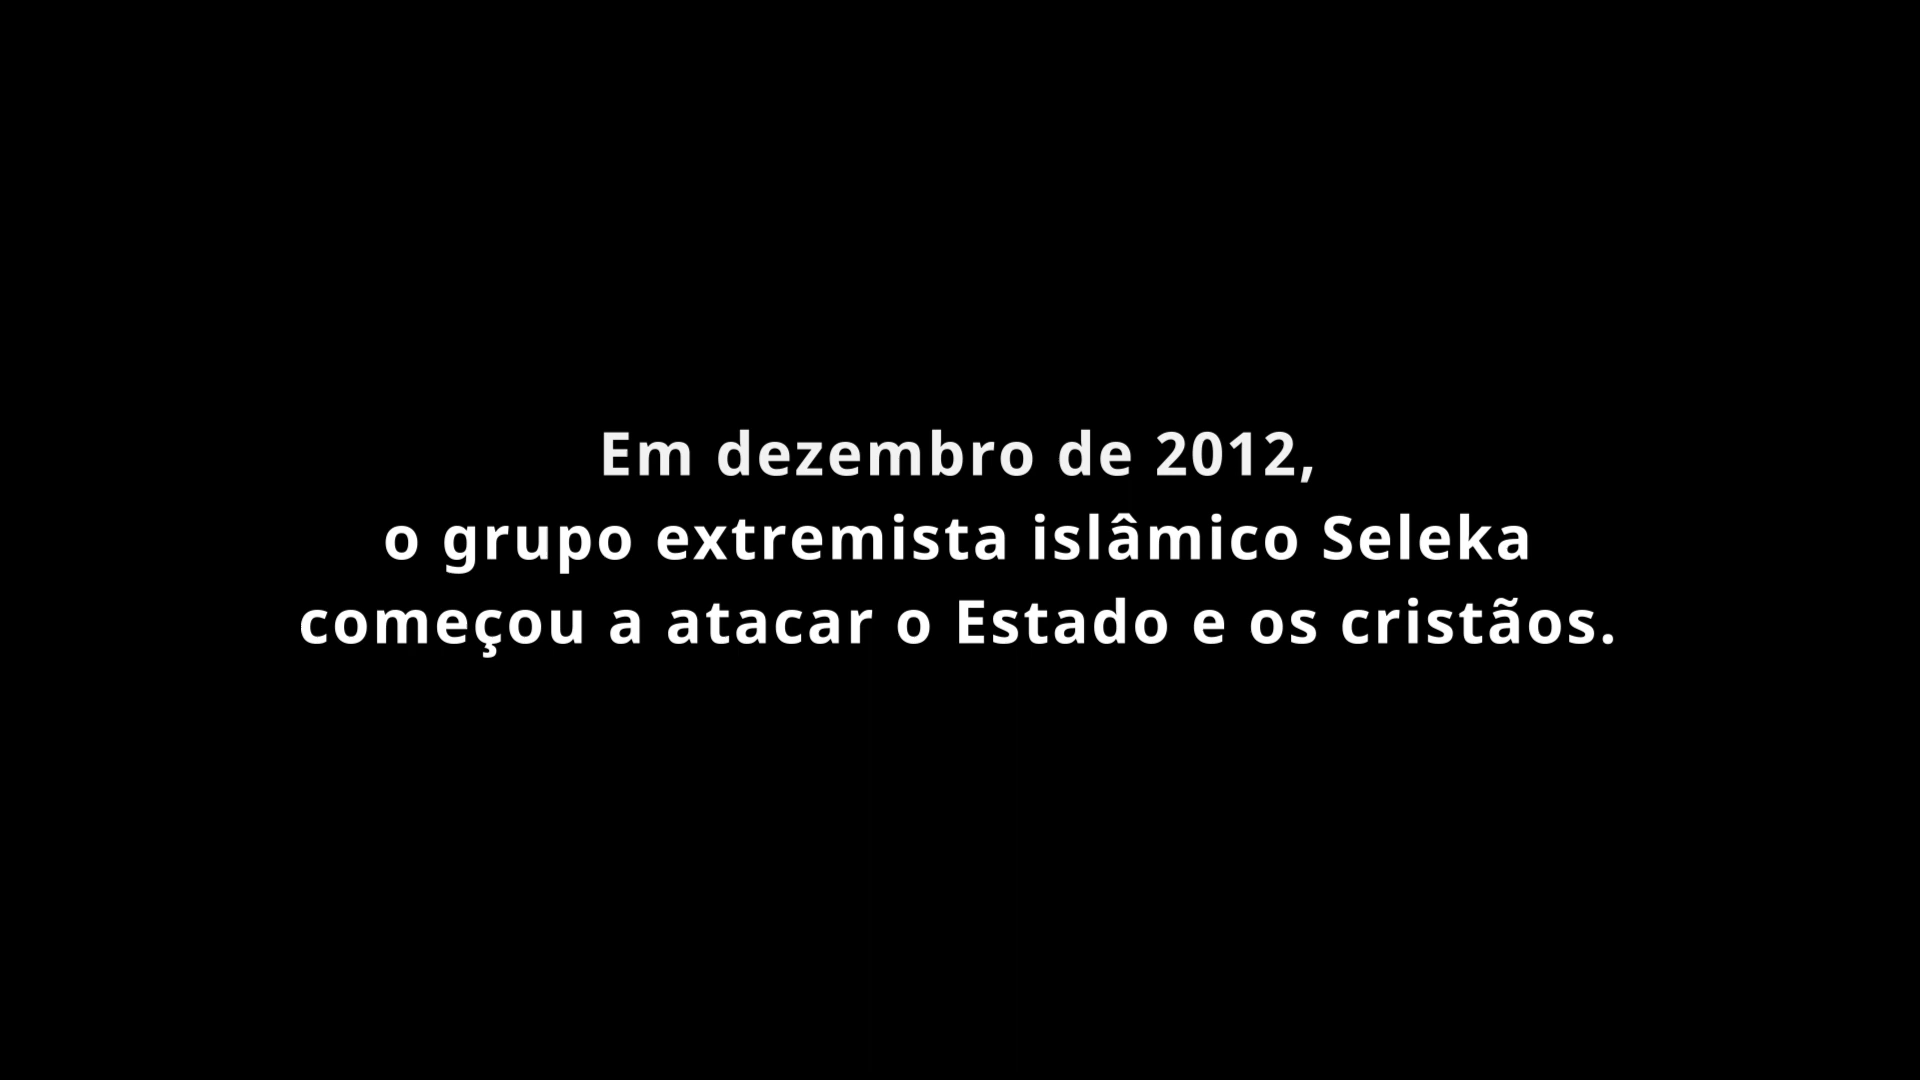 Em dezembro de 2012,
o grupo extremista islâmico Seleka
começou a atacar o Estado e os cristãos.